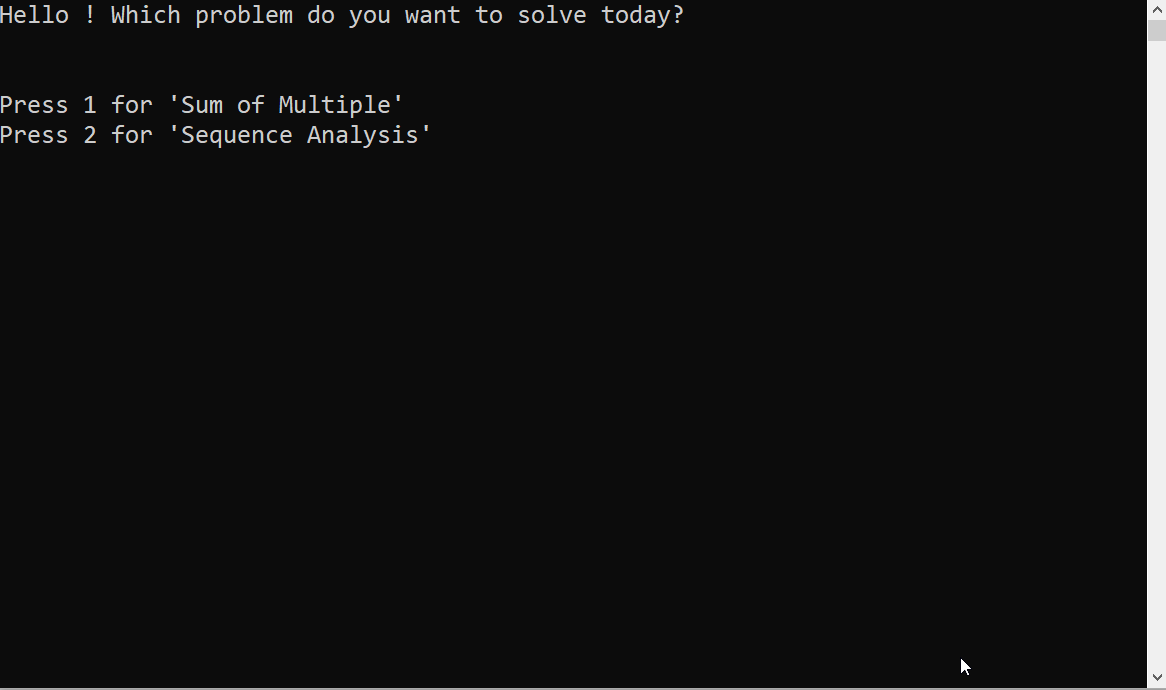 Hello ! Which problem do you want to solve today?
Press 1 for 'Sum of Multiple'
Press 2 for 'Sequence Analysis'